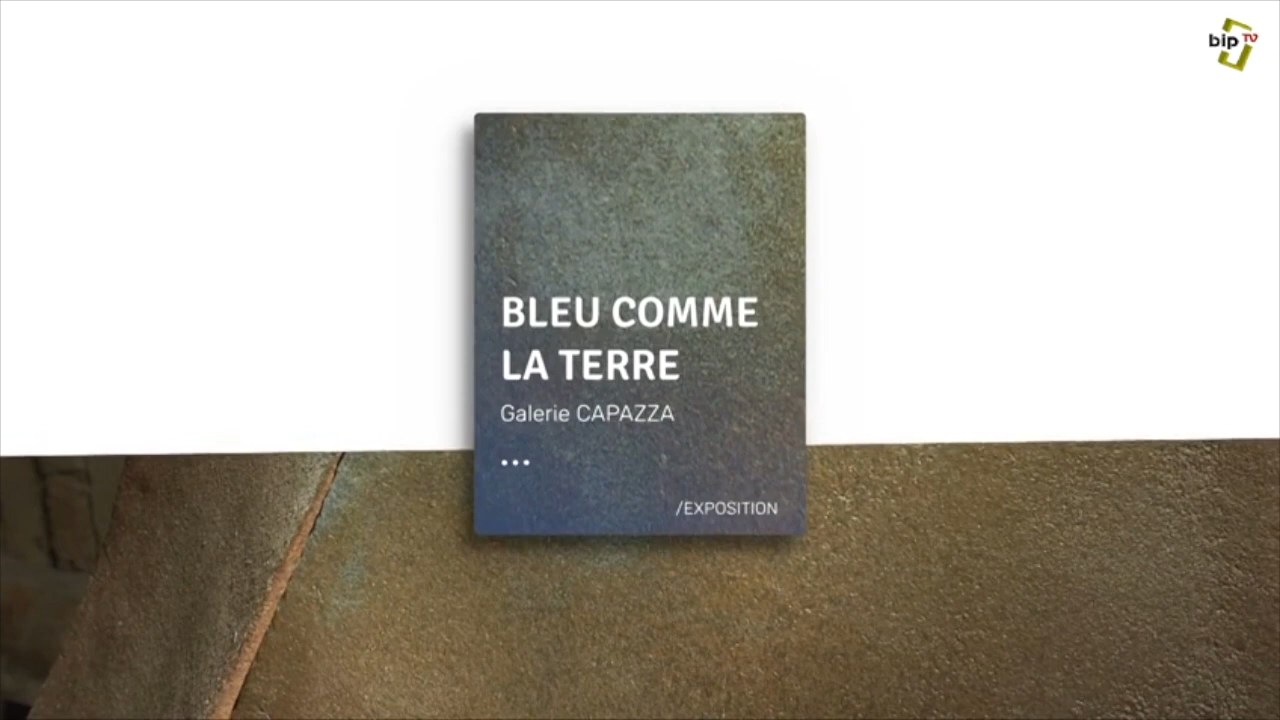 bip TV
BLEU COMME
LA TERRE
Galerie CAPAZZA
...
/EXPOSITION